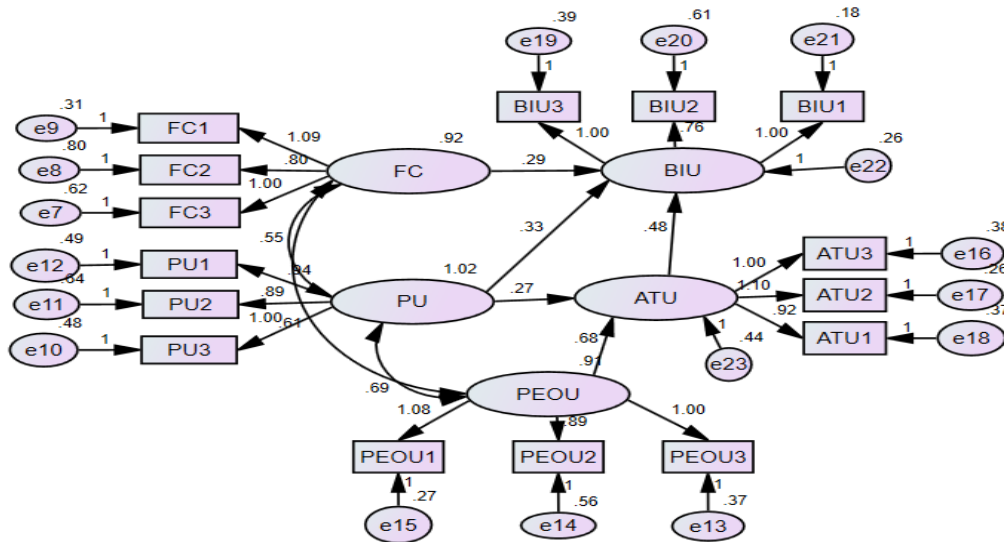 .39 .61 .18
e19 e20 e21
1 1 1
BIU3 BIU2 BIU1
.31
e9 1 FC1
1.09 .92 1.00 .76 1.00 .26
.80
e8 1 FC2 .80 FC .29 BIU 1 e22
.62 1.00
e7 1 FC3
.49 .55 .33 .48 .38
e12 1 PU1 .94 1.02 1.00 ATU3 1 e16
.64 .26
e11 1 PU2 .89 PU .27 ATU 1.10 ATU2 1 e17
.48 1.00 .61 .92 .37
e10 1 PU3 .68 1 .44 ATU1 1 e18
.69 .91 e23
PEOU
1.08 .89 1.00
PEOU1 PEOU2 PEOU3
1 1 1
.27 .56 .37
e15 e14 e13